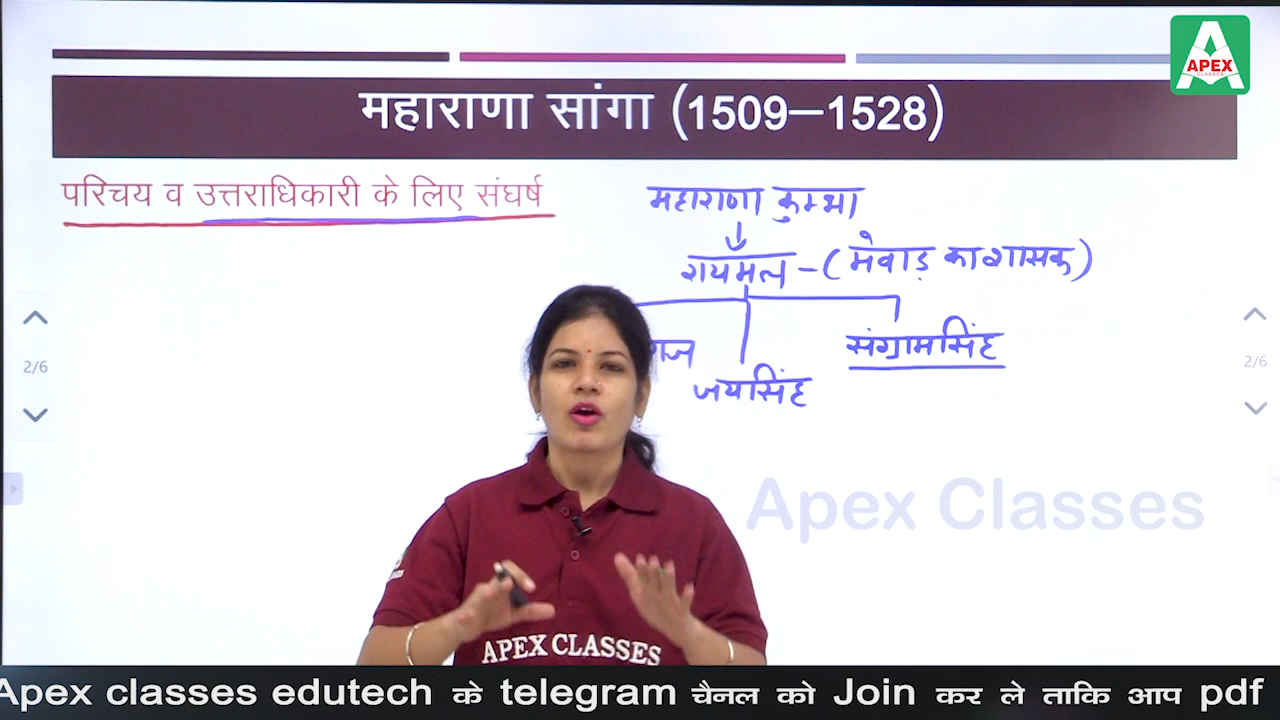 APEX
CLASSES
महाराणा सांगा (1509–1528)
परिचय व उत्तराधिकारी के लिए संघर्ष
महाराणा कुम्भा
रायमल - (मेवाड़ का शासक)
संग्रामसिंह
जयसिंह
2/6
2/6
Apex Classes
APEX CLASSES
Apex classes edutech के telegram चैनल को Join कर ले ताकि आप pdf